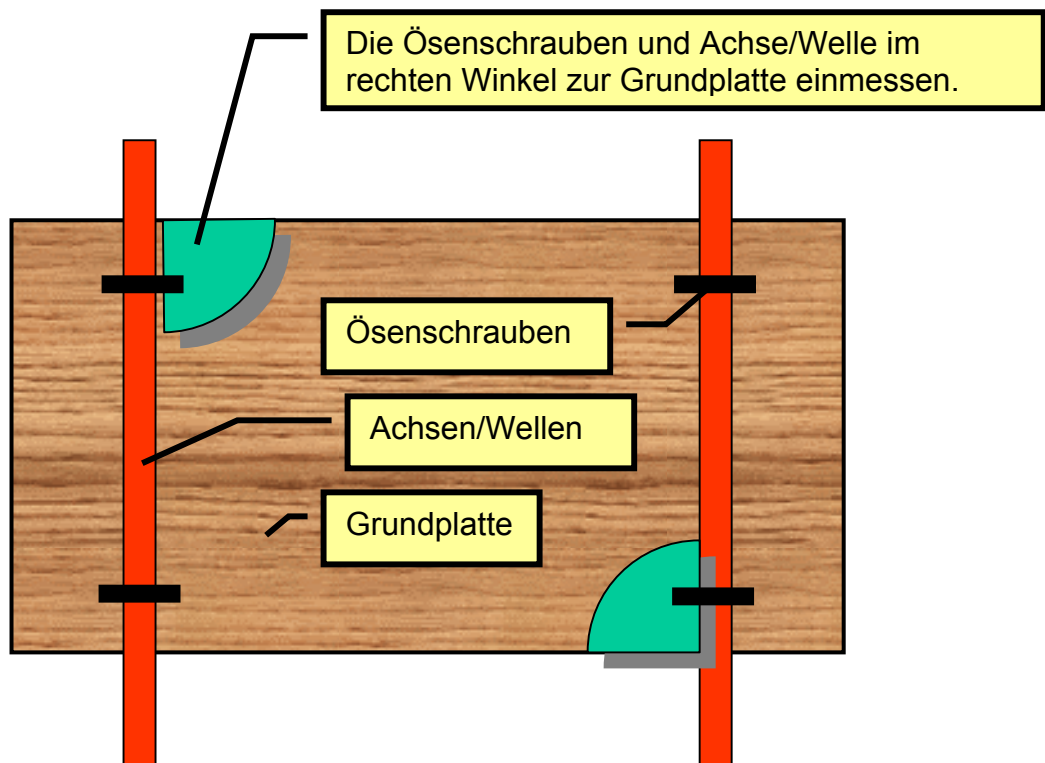 Die Ösenschrauben und Achse/Welle im
rechten Winkel zur Grundplatte einmessen.
Ösenschrauben
Achsen/Wellen
Grundplatte